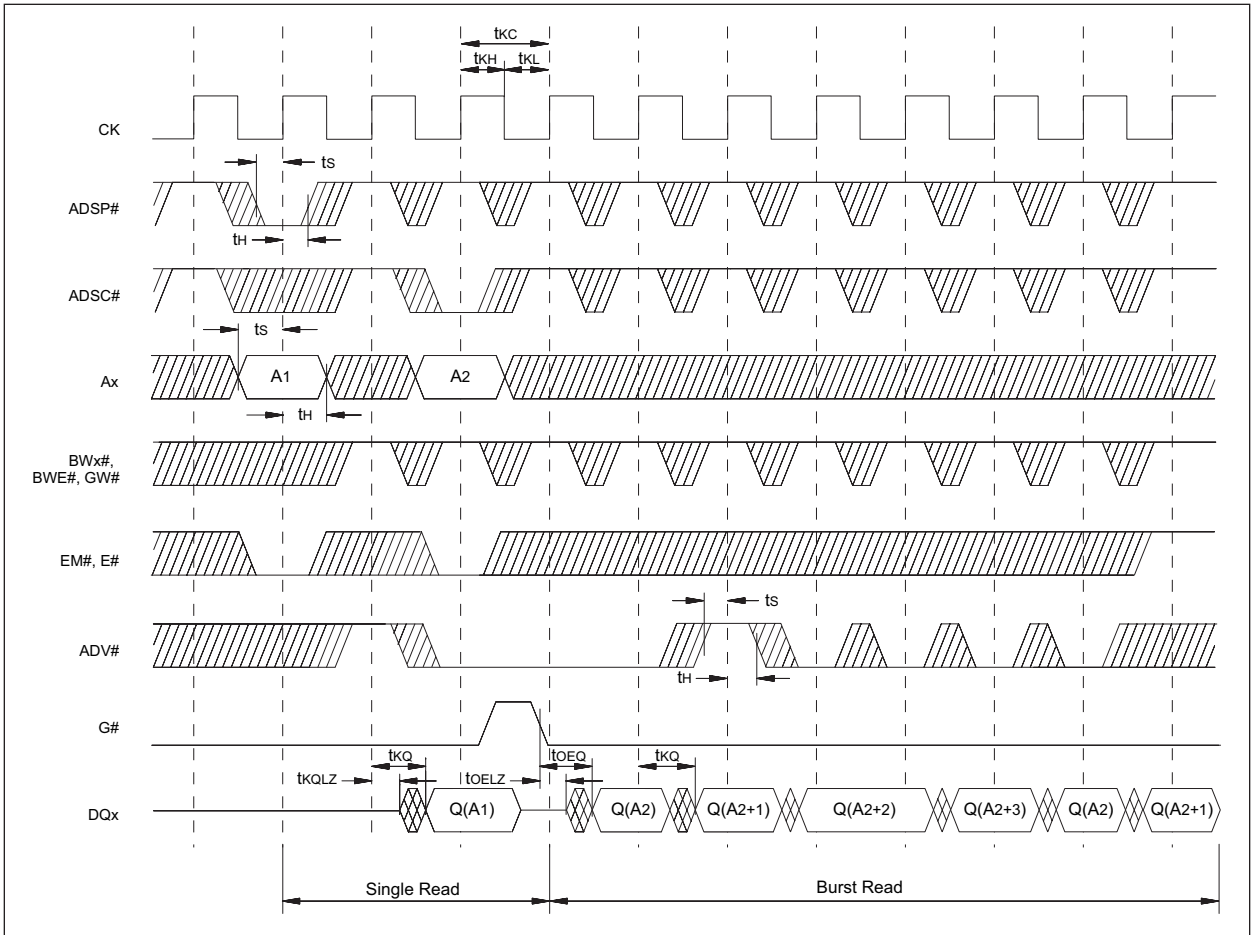 tKC
tKH tKL
CK
tS
ADSP#
tH
ADSC#
tS
Ax A1 A2
tH
BWx#,
BWE#, GW#
EM#, E#
tS
ADV#
tH
G#
tKQ tOEQ tKQ
tKQLZ tOELZ
DQx Q(A1) Q(A2) Q(A2+1) Q(A2+2) Q(A2+3) Q(A2) Q(A2+1)
Single Read Burst Read